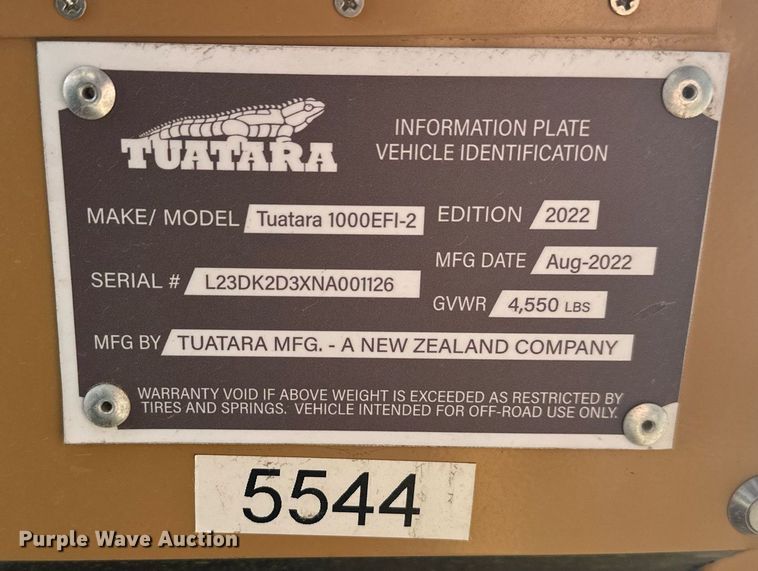 TUATARA
INFORMATION PLATE
VEHICLE IDENTIFICATION
MAKE/ MODEL Tuatara 1000EFI-2
EDITION 2022
MFG DATE Aug-2022
SERIAL # L23DK2D3XNA001126
GVWR 4,550 LBS
MFG BY TUATARA MFG. - A NEW ZEALAND COMPANY
WARRANTY VOID IF ABOVE WEIGHT IS EXCEEDED AS RESTRICTED BY
TIRES AND SPRINGS. VEHICLE INTENDED FOR OFF-ROAD USE ONLY.
5544
Purple Wave Auction